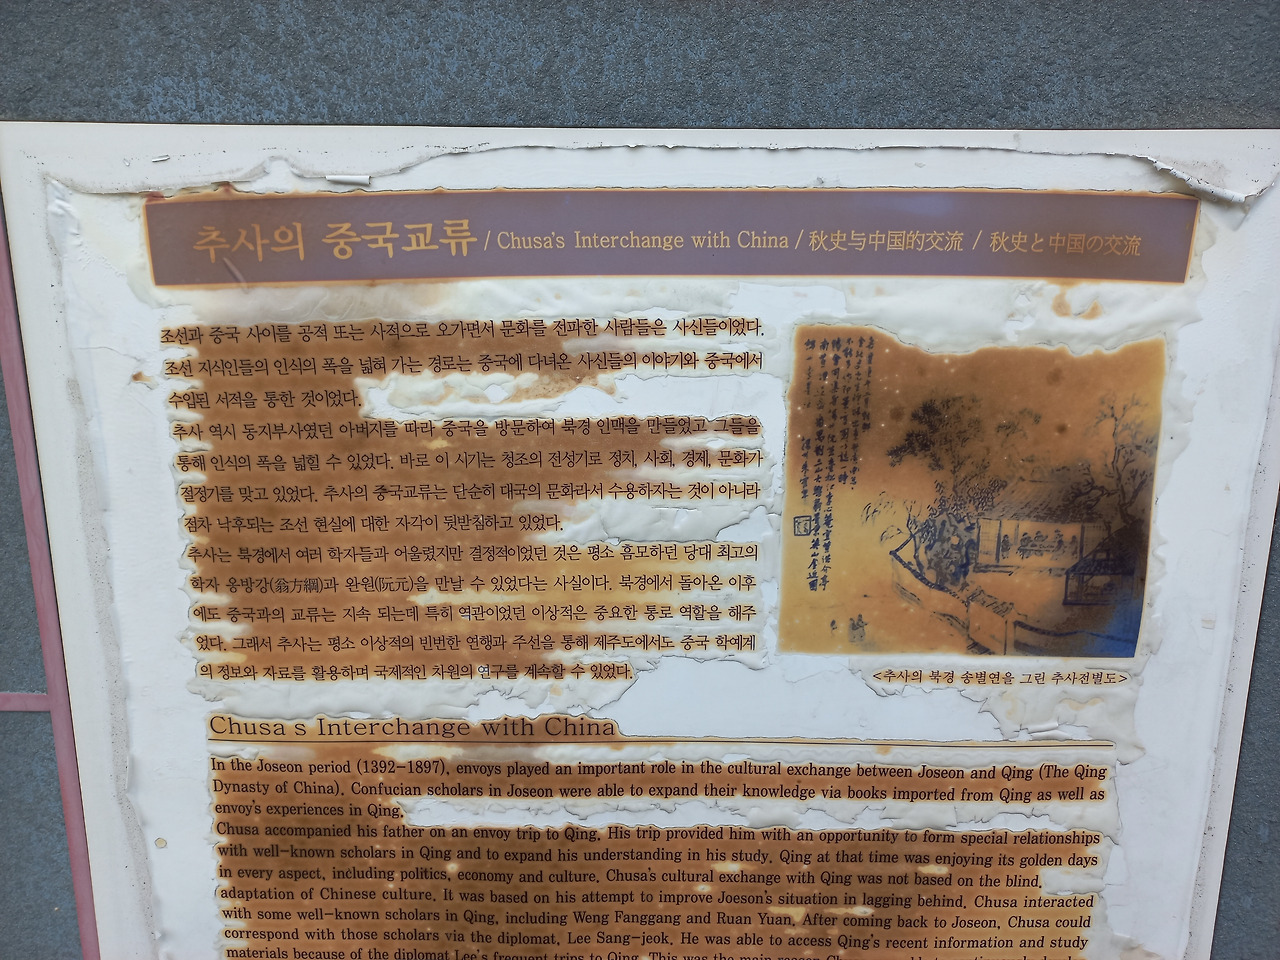 추사의 중국교류 / Chusa's Interchange with China / 秋史与中国的交流 / 秋史と中国の交流
조선과 중국 사이를 공적 또는 사적으로 오가면서 문화를 전파한 사람들은 사신들이었다.
조선 지식인들의 인식의 폭을 넓혀 가는 경로는 중국에 다녀온 사신들의 이야기와 중국에서
수입된 서적을 통한 것이었다.
추사 역시 동지부사였던 아버지를 따라 중국을 방문하여 북경 인맥을 만들었고 그들을
통해 인식의 폭을 넓힐 수 있었다. 바로 이 시기는 청조의 전성기로 정치, 사회, 경제, 문화가
절정기를 맞고 있었다. 추사의 중국교류는 단순히 대국의 문화라서 수용하자는 것이 아니라
점차 낙후되는 조선 현실에 대한 자각이 뒷받침하고 있었다.
추사는 북경에서 여러 학자들과 어울렸지만 결정적이었던 것은 평소 흠모하던 당대 최고의
학자 옹방강(翁方綱)과 완원(阮元)을 만날 수 있었다는 사실이다. 북경에서 돌아온 이후
에도 중국과의 교류는 지속 되는데 특히 역관이었던 이상적은 중요한 통로 역할을 해주
었다. 그래서 추사는 평소 이상적의 빈번한 연행과 주선을 통해 제주도에서도 중국 학예계
의 정보와 자료를 활용하며 국제적인 차원의 연구를 계속할 수 있었다.
<추사의 북경 송별연을 그린 추사전별도>
Chusa s Interchange with China
In the Joseon period (1392-1897), envoys played an important role in the cultural exchange between Joseon and Qing (The Qing
Dynasty of China). Confucian scholars in Joseon were able to expand their knowledge via books imported from Qing as well as
envoy's experiences in Qing.
Chusa accompanied his father on an envoy trip to Qing. His trip provided him with an opportunity to form special relationships
with well-known scholars in Qing and to expand his understanding in his study. Qing at that time was enjoying its golden days
in every aspect, including politics, economy and culture. Chusa's cultural exchange with Qing was not based on the blind.
adaptation of Chinese culture. It was based on his attempt to improve Joeson's situation in lagging behind. Chusa interacted
with some well-known scholars in Qing, including Weng Fanggang and Ruan Yuan. After coming back to Joseon, Chusa could
correspond with those scholars via the diplomat, Lee Sang-jeok. He was able to access Qing's recent information and study
materials because of the diplomat Lee's frequent trips to Qing. This was the main reason